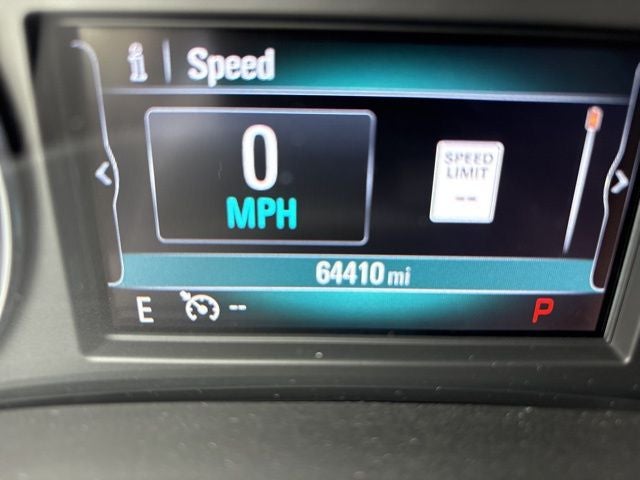 i | Speed
0
MPH
SPEED
LIMIT
--
64410 mi
E -- P